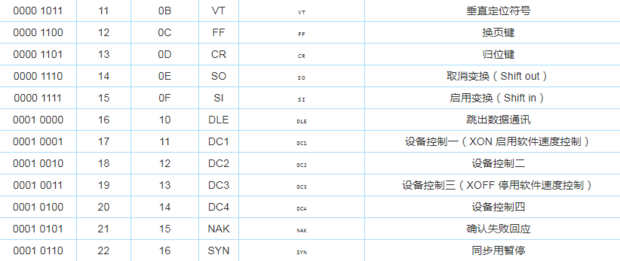 0000 1011 11 0B VT VT 垂直定位符号
0000 1100 12 0C FF FF 换页键
0000 1101 13 0D CR CR 归位键
0000 1110 14 0E SO SO 取消变换（Shift out）
0000 1111 15 0F SI SI 启用变换（Shift in）
0001 0000 16 10 DLE DLE 跳出数据通讯
0001 0001 17 11 DC1 DC1 设备控制一（XON 启用软件速度控制）
0001 0010 18 12 DC2 DC2 设备控制二
0001 0011 19 13 DC3 DC3 设备控制三（XOFF 停用软件速度控制）
0001 0100 20 14 DC4 DC4 设备控制四
0001 0101 21 15 NAK NAK 确认失败回应
0001 0110 22 16 SYN SYN 同步用暂停